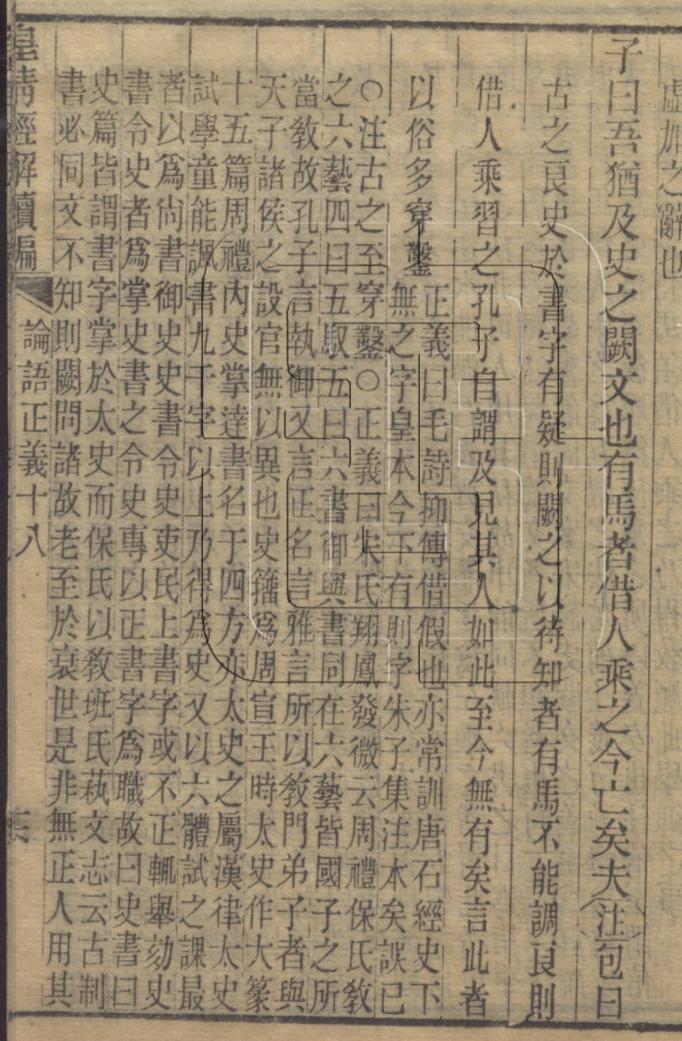 虛加之辭也
子曰吾猶及史之闕文也有馬者借人乘之今亡矣夫注包曰
古之良史於書字有疑則闕之以待知者有馬不能調良則
借人乘習之孔子自謂及見其人如此至今無有矣言此者
以俗多穿鑿
正義曰毛詩抑傳借假也亦常訓唐石經史下
無之字皇本今下有則字朱子集注本矣誤已
○注古之至穿鑿○正義曰宋氏翔鳳發微云周禮保氏敎
之六藝四曰五馭五曰六書御與書同在六藝皆國子之所
當敎故孔子言執御又言正名言雅言所以敎門弟子者與
天子諸侯之設官無以異也史籀爲周宣王時太史作大篆
十五篇周禮內史掌達書名于四方亦太史之屬漢律太史
試學童能諷書九千字以上乃得爲史又以六體試之課最
者以爲尙書御史史書令史吏民上書字或不正輒舉劾史
書令史者爲掌史書之令史專以正書字爲職故曰史書曰
史篇皆謂書字掌於太史而保氏以敎班氏蓺文志云古制
書必同文不知則闕問諸故老至於衰世是非無正人用其
皇淸經解續編
論語正義十八